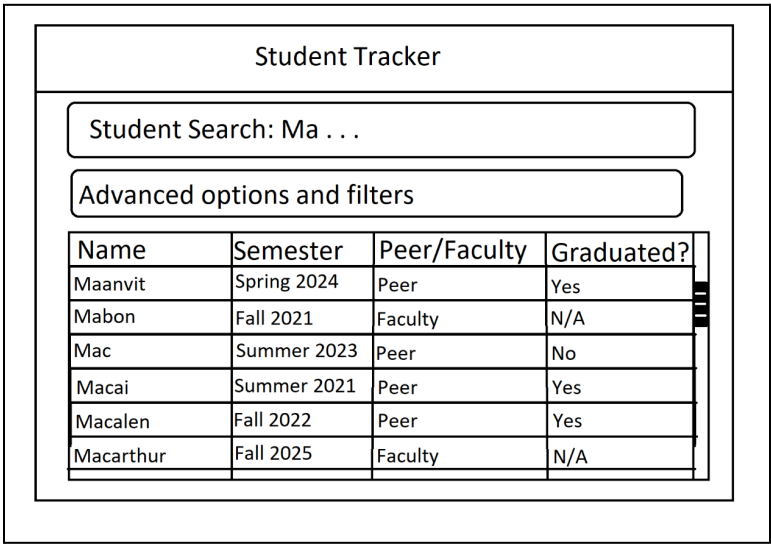 Student Tracker
Student Search: Ma . . .
Advanced options and filters
Name Semester Peer/Faculty Graduated?
Maanvit Spring 2024 Peer Yes
Mabon Fall 2021 Faculty N/A
Mac Summer 2023 Peer No
Macai Summer 2021 Peer Yes
Macalen Fall 2022 Peer Yes
Macarthur Fall 2025 Faculty N/A